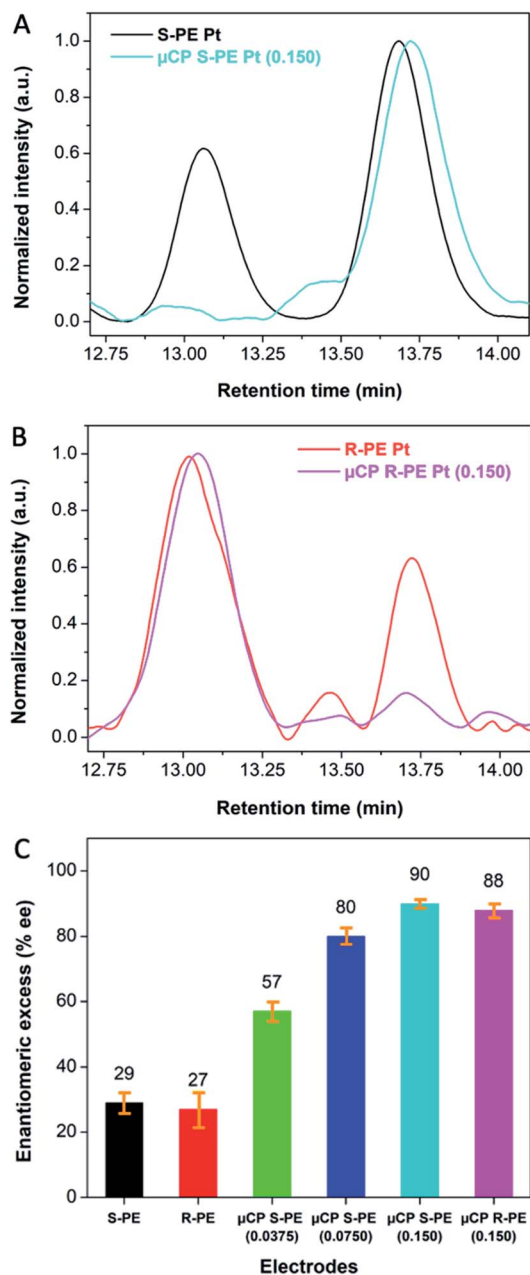 A
S-PE Pt
µCP S-PE Pt (0.150)
Normalized intensity (a.u.)
1.0
0.8
0.6
0.4
0.2
0.0
12.75 13.00 13.25 13.50 13.75 14.00
Retention time (min)
B
R-PE Pt
µCP R-PE Pt (0.150)
Normalized intensity (a.u.)
1.0
0.8
0.6
0.4
0.2
0.0
12.75 13.00 13.25 13.50 13.75 14.00
Retention time (min)
C
Enantiomeric excess (% ee)
100
80
60
40
20
0
29
27
57
80
90
88
S-PE R-PE µCP S-PE µCP S-PE µCP S-PE µCP R-PE
(0.0375) (0.0750) (0.150) (0.150)
Electrodes